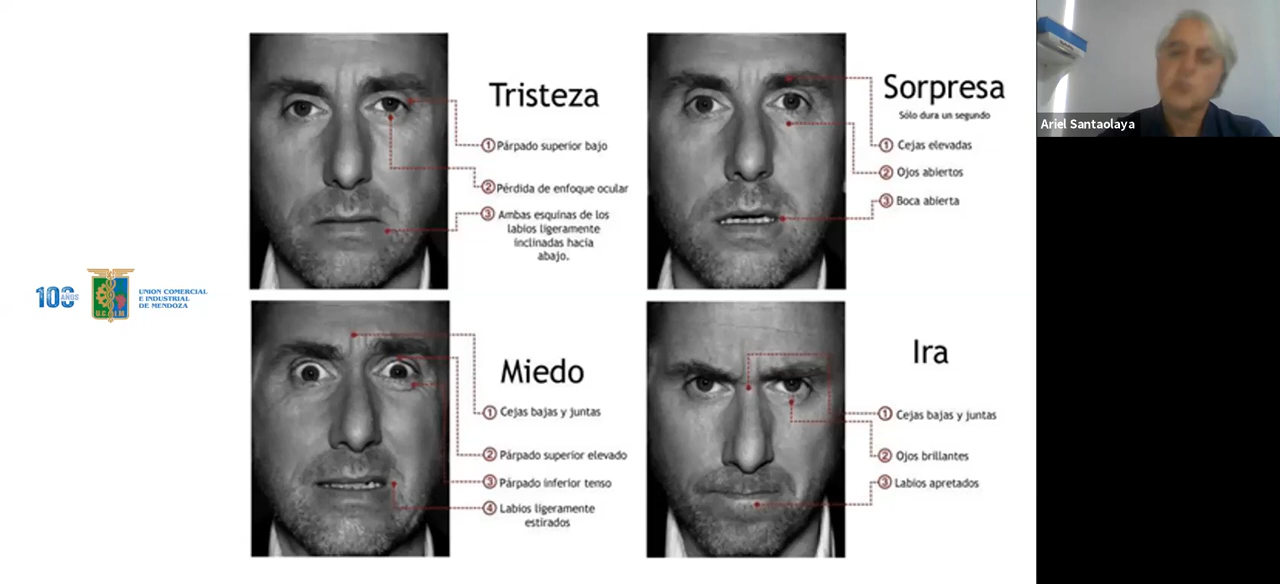 Tristeza
① Párpado superior bajo
② Pérdida de enfoque ocular
③ Ambas esquinas de los
labios ligeramente
inclinadas hacia
abajo.
Sorpresa
Sólo dura un segundo
① Cejas elevadas
② Ojos abiertos
③ Boca abierta
Ariel Santaolaya
100 AÑOS
U.C.I.M
UNION COMERCIAL
E INDUSTRIAL
DE MENDOZA
Miedo
① Cejas bajas y juntas
② Párpado superior elevado
③ Párpado inferior tenso
④ Labios ligeramente
estirados
Ira
① Cejas bajas y juntas
② Ojos brillantes
③ Labios apretados